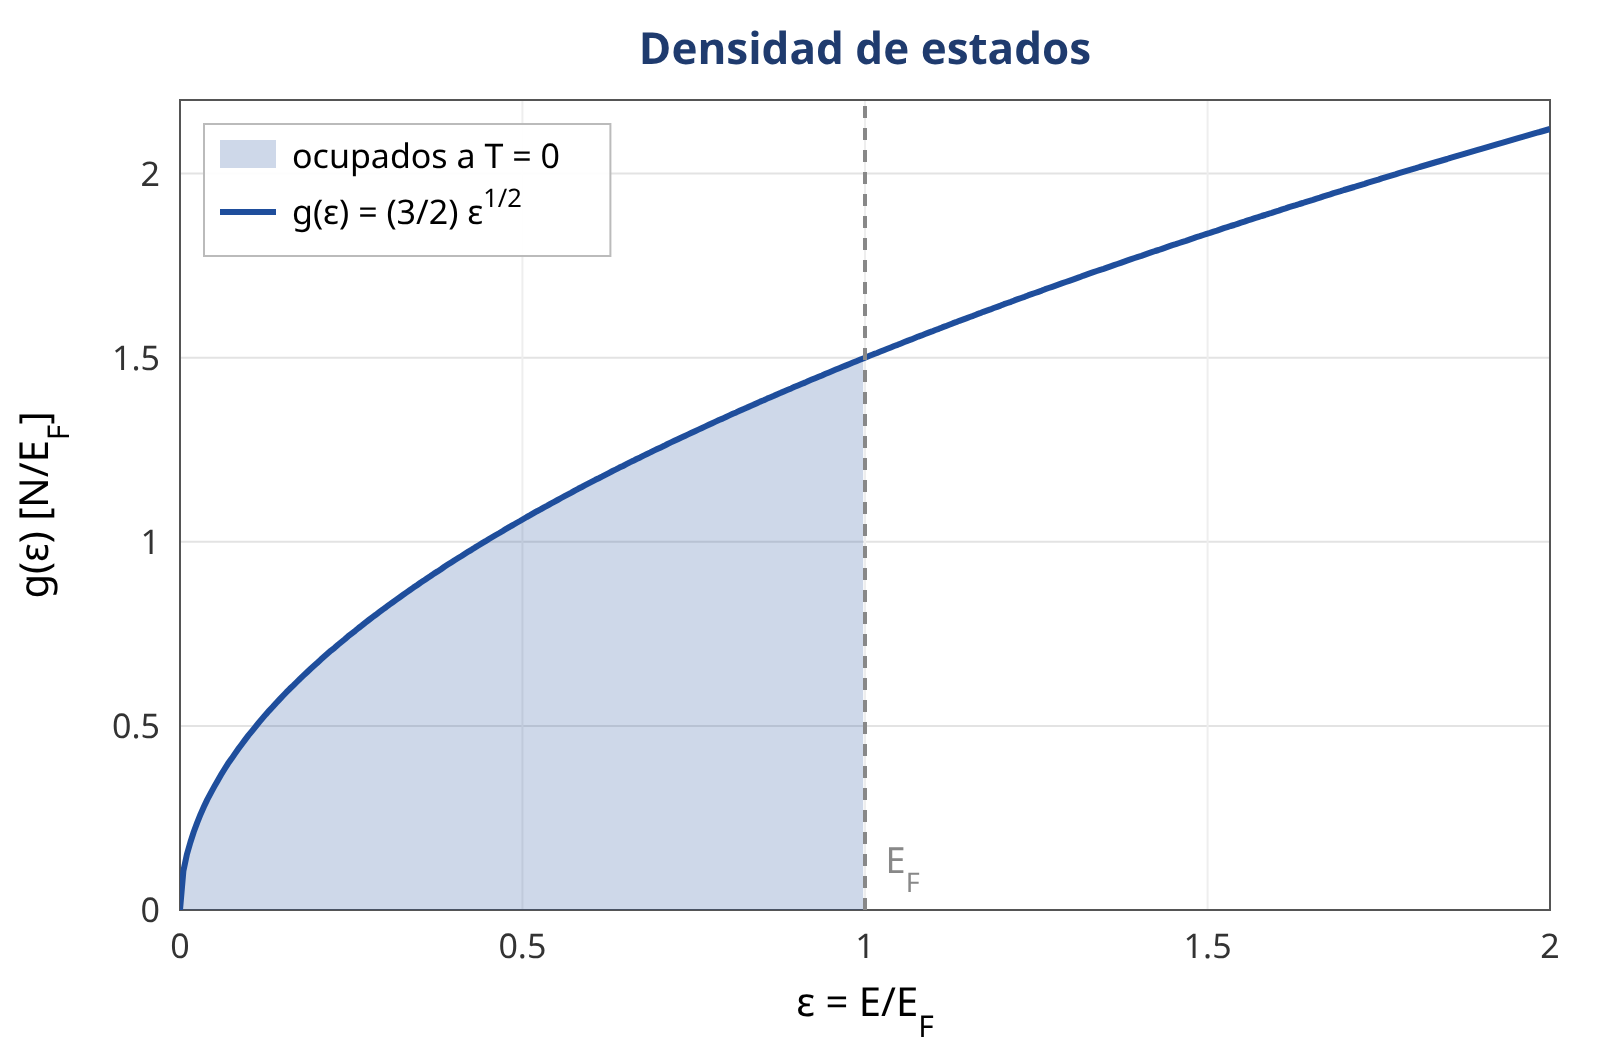 Densidad de estados
ocupados a T = 0
g(ε) = (3/2) ε^1/2
2
1.5
1
0.5
0
g(ε) [N/E_F]
E_F
0
0.5
1
1.5
2
ε = E/E_F